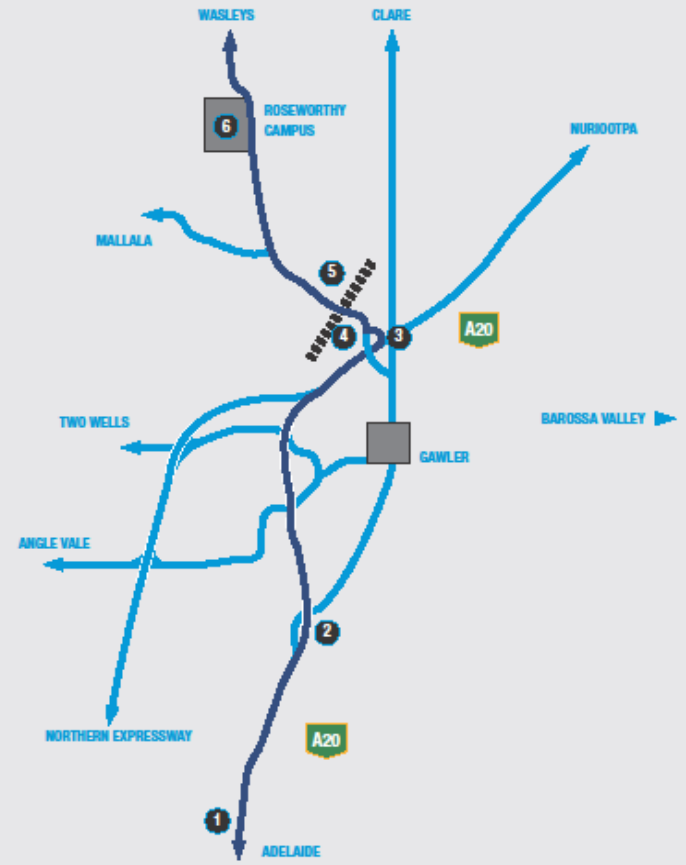 WASLEYS
CLARE
6
ROSEWORTHY
CAMPUS
NURIOOTPA
MALLALA
5
4
3
A20
TWO WELLS
BAROSSA VALLEY
GAWLER
ANGLE VALE
2
NORTHERN EXPRESSWAY
A20
1
ADELAIDE